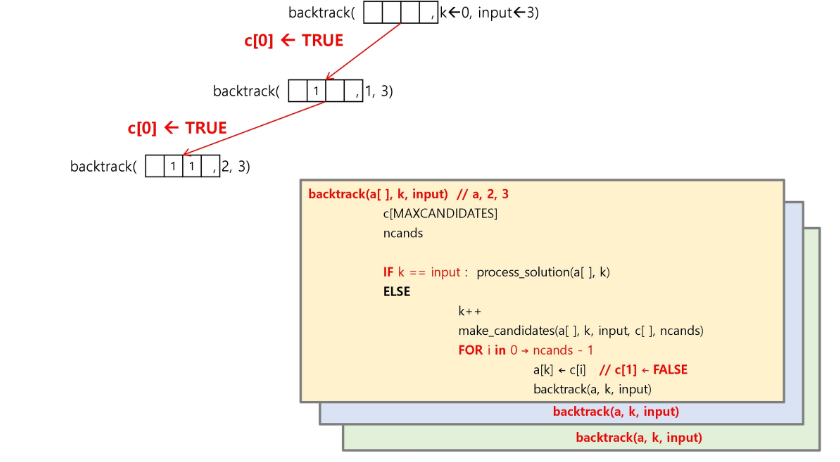 backtrack( , k←0, input←3)
c[0] ← TRUE
backtrack( 1 , 1, 3)
c[0] ← TRUE
backtrack( 1 1 , 2, 3)
backtrack(a[ ], k, input) // a, 2, 3
c[MAXCANDIDATES]
ncands
IF k == input : process_solution(a[ ], k)
ELSE
k++
make_candidates(a[ ], k, input, c[ ], ncands)
FOR i in 0 → ncands - 1
a[k] ← c[i] // c[1] ← FALSE
backtrack(a, k, input)
backtrack(a, k, input)
backtrack(a, k, input)